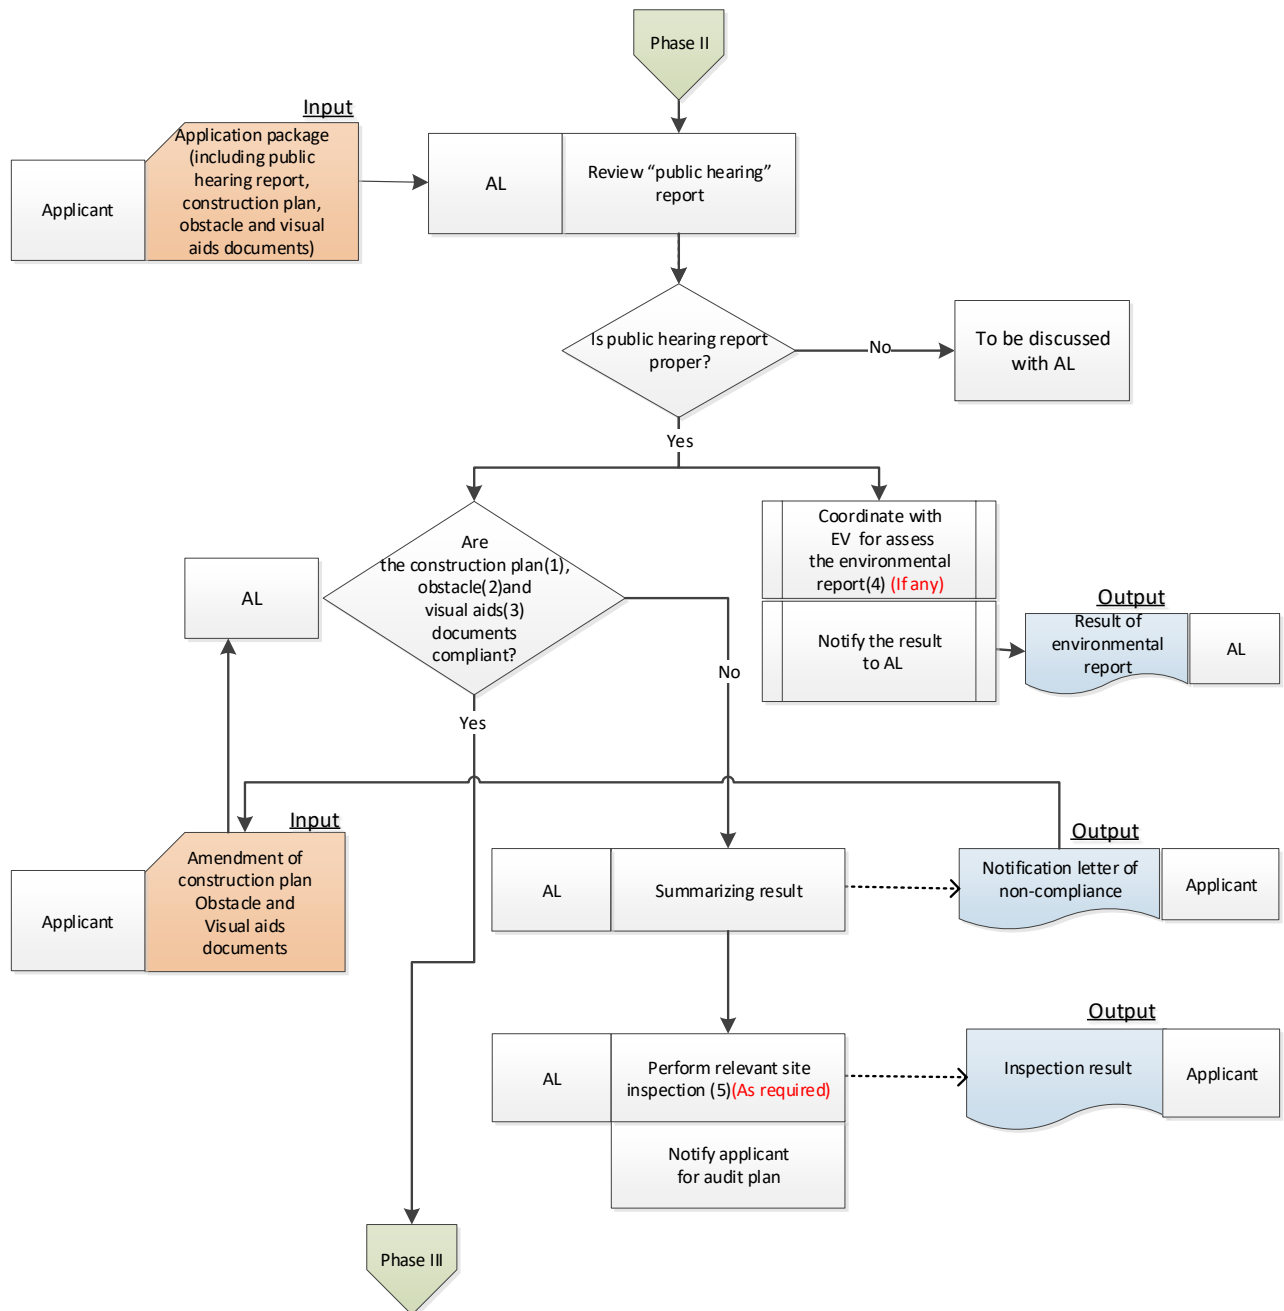 Phase II
Input
Application package
(including public
hearing report,
construction plan,
obstacle and visual
aids documents)
Applicant
AL
Review “public hearing”
report
Is public hearing report
proper?
No
To be discussed
with AL
Yes
Are
the construction plan(1),
obstacle(2)and
visual aids(3)
documents
compliant?
AL
Coordinate with
EV  for assess
the environmental
report(4) (If any)
Notify the result
to AL
Output
Result of
environmental
report
AL
No
Yes
Input
Amendment of
construction plan
Obstacle and
Visual aids
documents
Applicant
AL
Summarizing result
Output
Notification letter of
non-compliance
Applicant
AL
Perform relevant site
inspection (5)(As required)
Notify applicant
for audit plan
Output
Inspection result
Applicant
Phase III